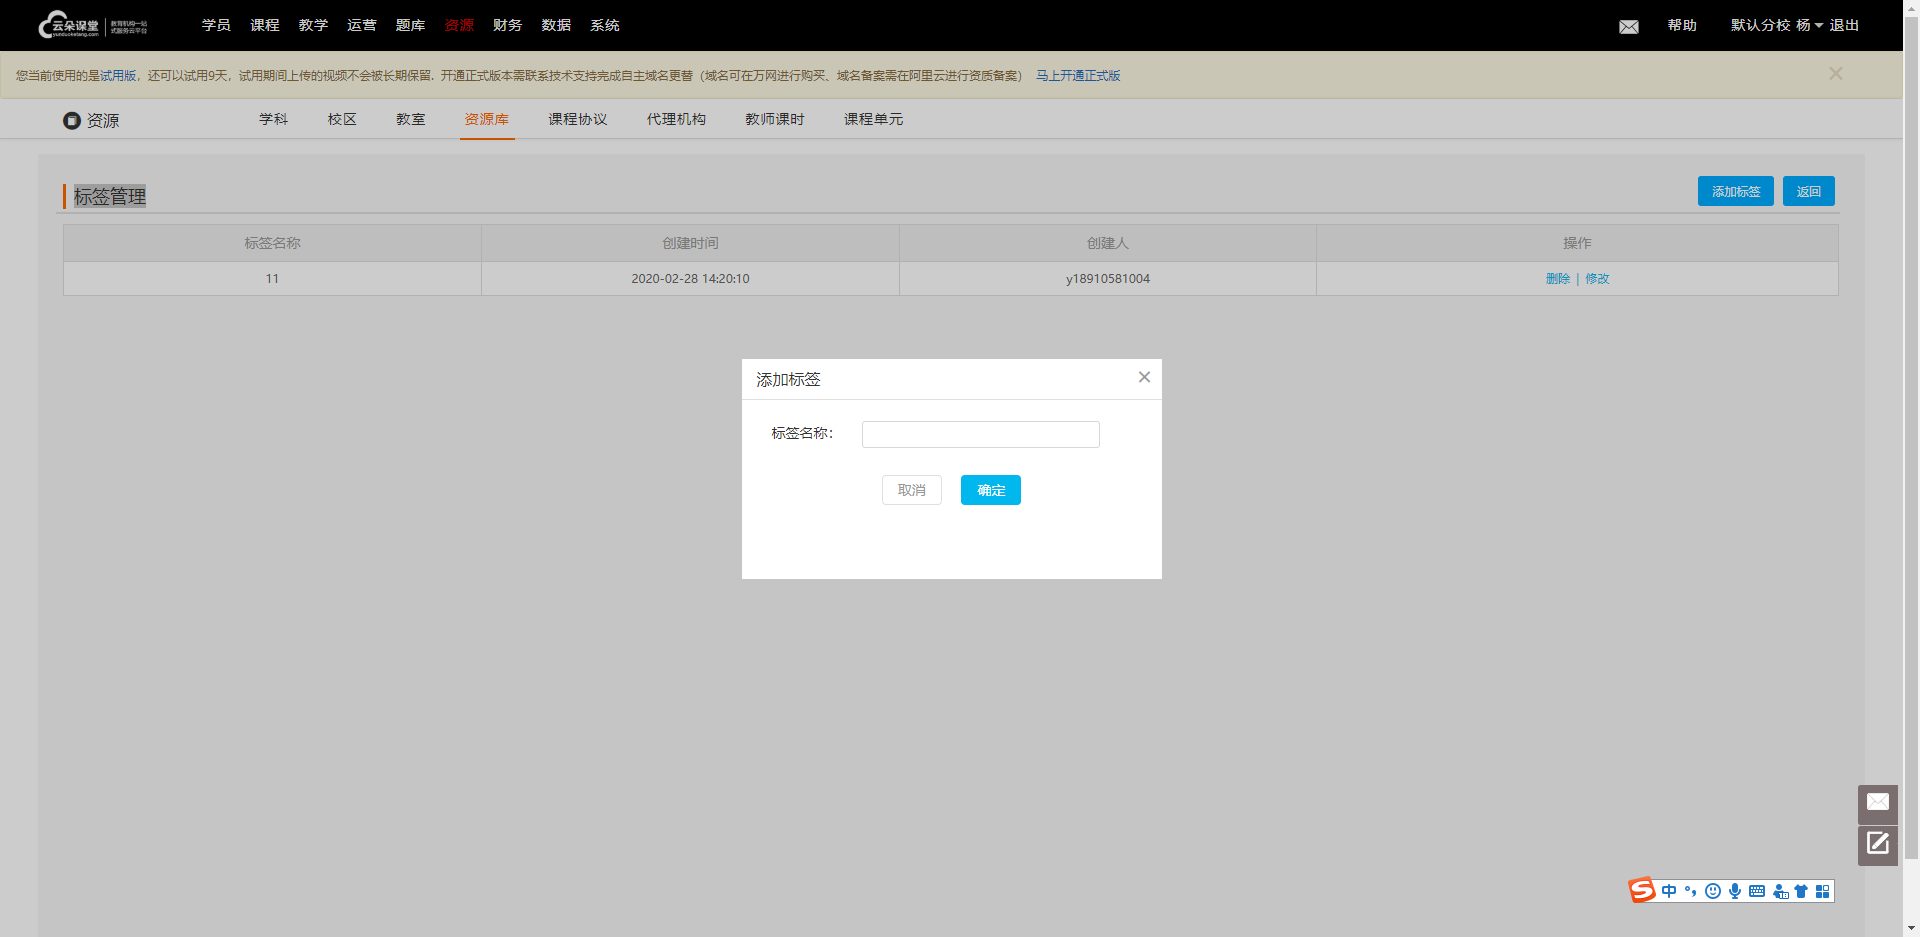 云朵课堂 教育机构一站
yunduoketang.com 式服务云平台
学员 课程 教学 运营 题库 资源 财务 数据 系统 帮助 默认分校 杨 退出
您当前使用的是试用版，还可以试用9天，试用期间上传的视频不会被长期保留. 开通正式版本需联系技术支持完成自主域名更替（域名可在万网进行购买、域名备案需在阿里云进行资质备案） 马上开通正式版
资源 学科 校区 教室 资源库 课程协议 代理机构 教师课时 课程单元
标签管理 添加标签 返回
标签名称 创建时间 创建人 操作
11 2020-02-28 14:20:10 y18910581004 删除 | 修改
添加标签
标签名称：
取消 确定
S 中